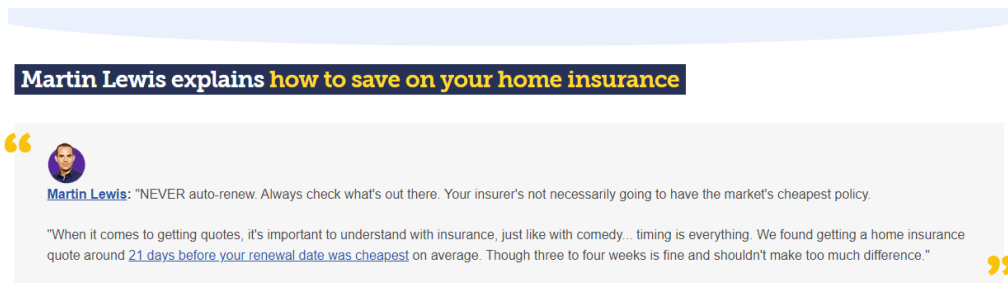 Martin Lewis explains how to save on your home insurance
Martin Lewis: "NEVER auto-renew. Always check what's out there. Your insurer's not necessarily going to have the market's cheapest policy.
"When it comes to getting quotes, it's important to understand with insurance, just like with comedy... timing is everything. We found getting a home insurance
quote around 21 days before your renewal date was cheapest on average. Though three to four weeks is fine and shouldn't make too much difference."